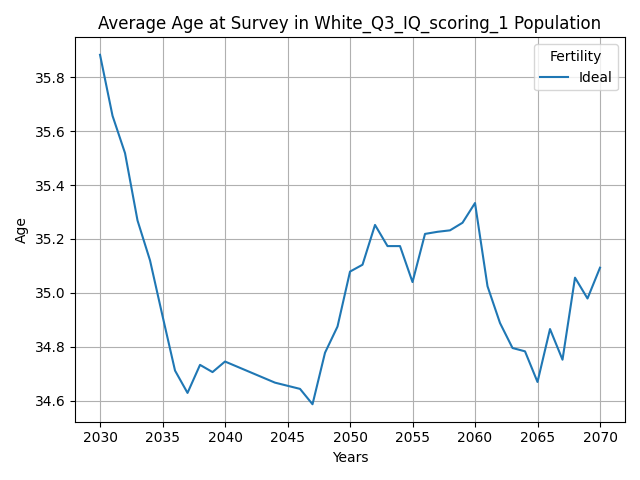 Average Age at Survey in White_Q3_IQ_scoring_1 Population
Fertility
Ideal
35.8
35.6
35.4
35.2
35.0
34.8
34.6
Age
2030 2035 2040 2045 2050 2055 2060 2065 2070
Years